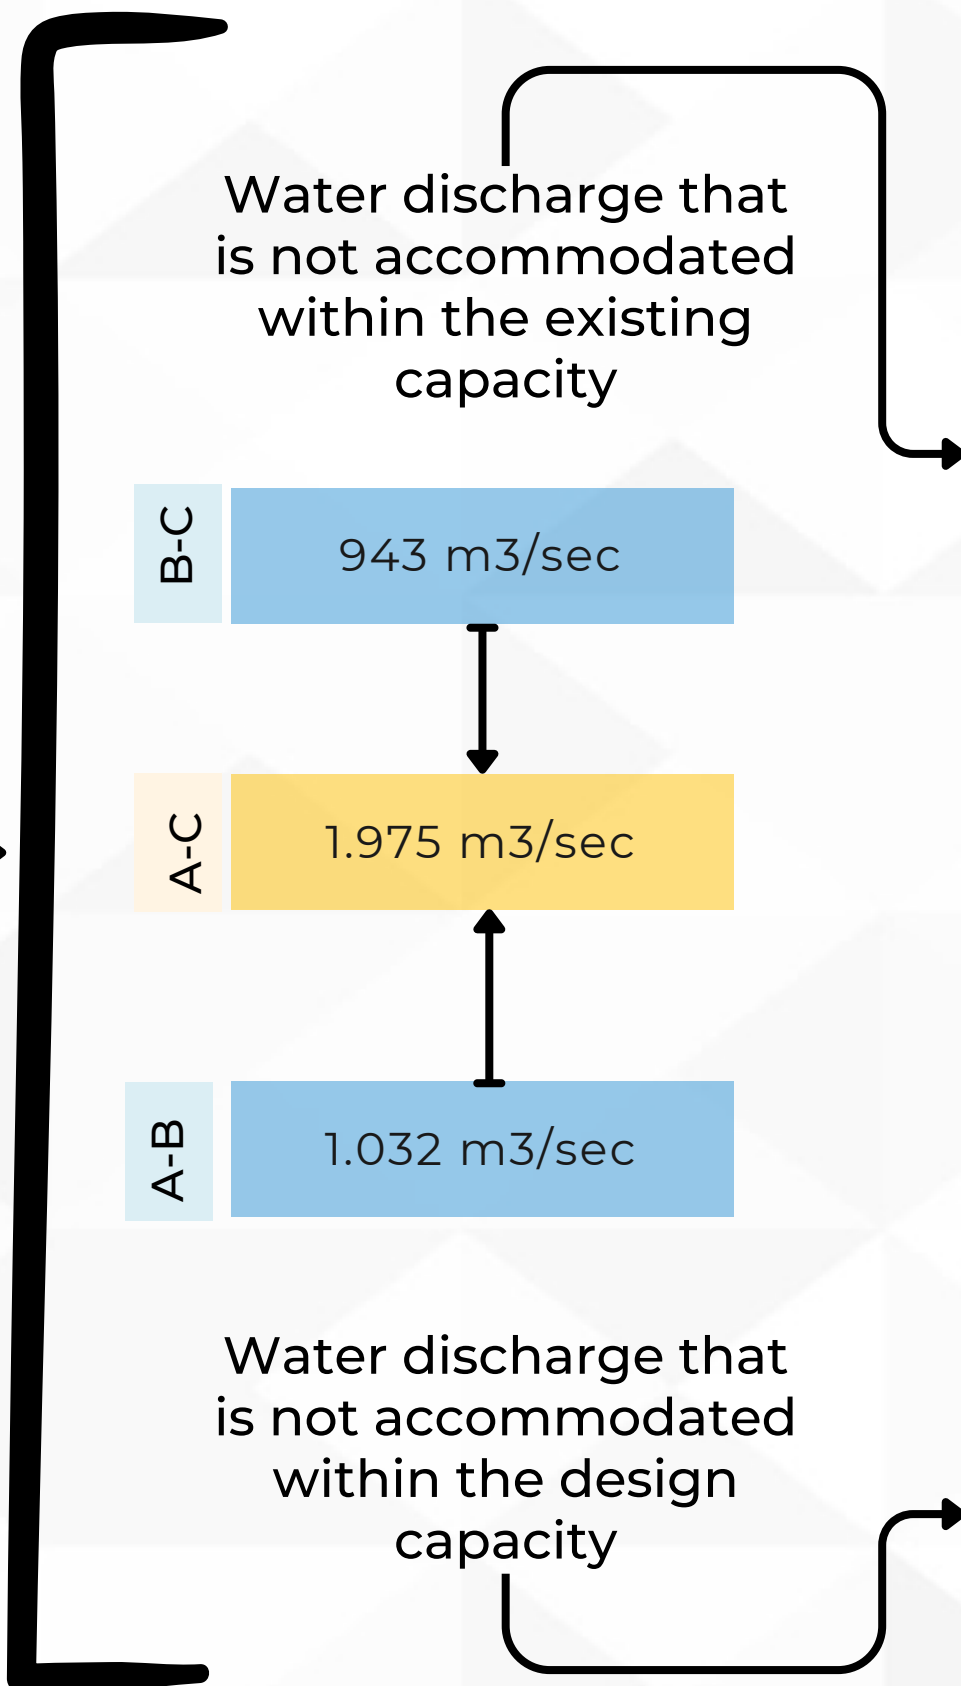 Water discharge that
is not accommodated
within the existing
capacity
B-C
943 m3/sec
A-C
1.975 m3/sec
A-B
1.032 m3/sec
Water discharge that
is not accommodated
within the design
capacity